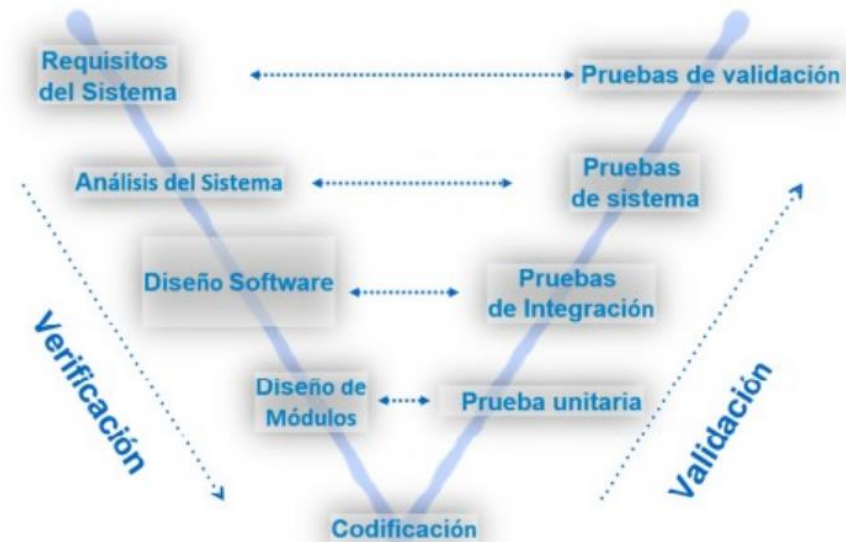 Requisitos
del Sistema
Pruebas de validación
Análisis del Sistema
Pruebas
de sistema
Diseño Software
Pruebas
de Integración
Diseño de
Módulos
Prueba unitaria
Codificación
Verificación
Validación